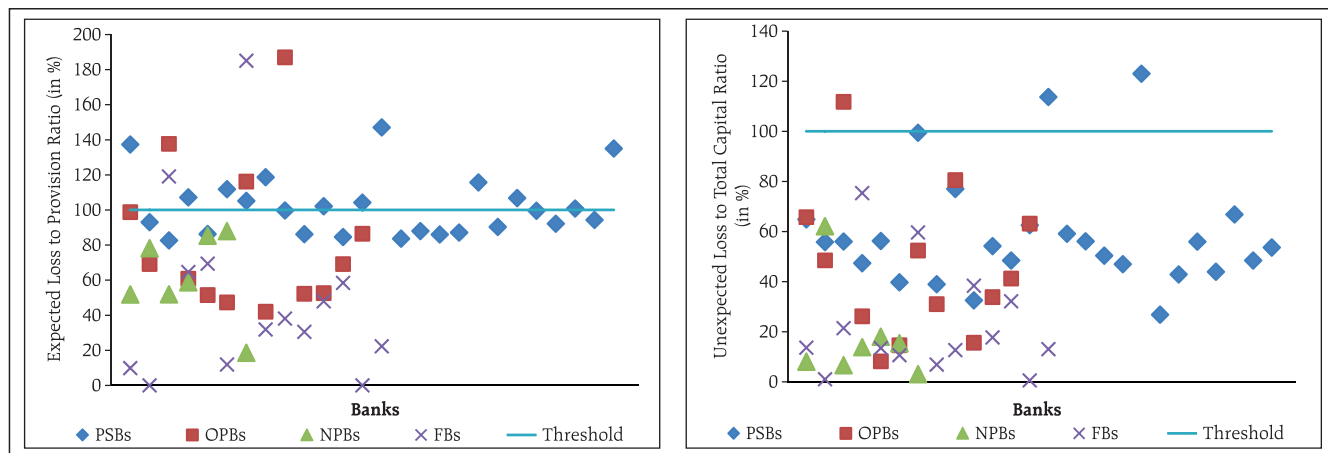 Expected Loss to Provision Ratio (in %)
200
180
160
140
120
100
80
60
40
20
0
Banks
PSBs OPBs NPBs FBs Threshold
Unexpected Loss to Total Capital Ratio
(in %)
140
120
100
80
60
40
20
0
Banks
PSBs OPBs NPBs FBs Threshold